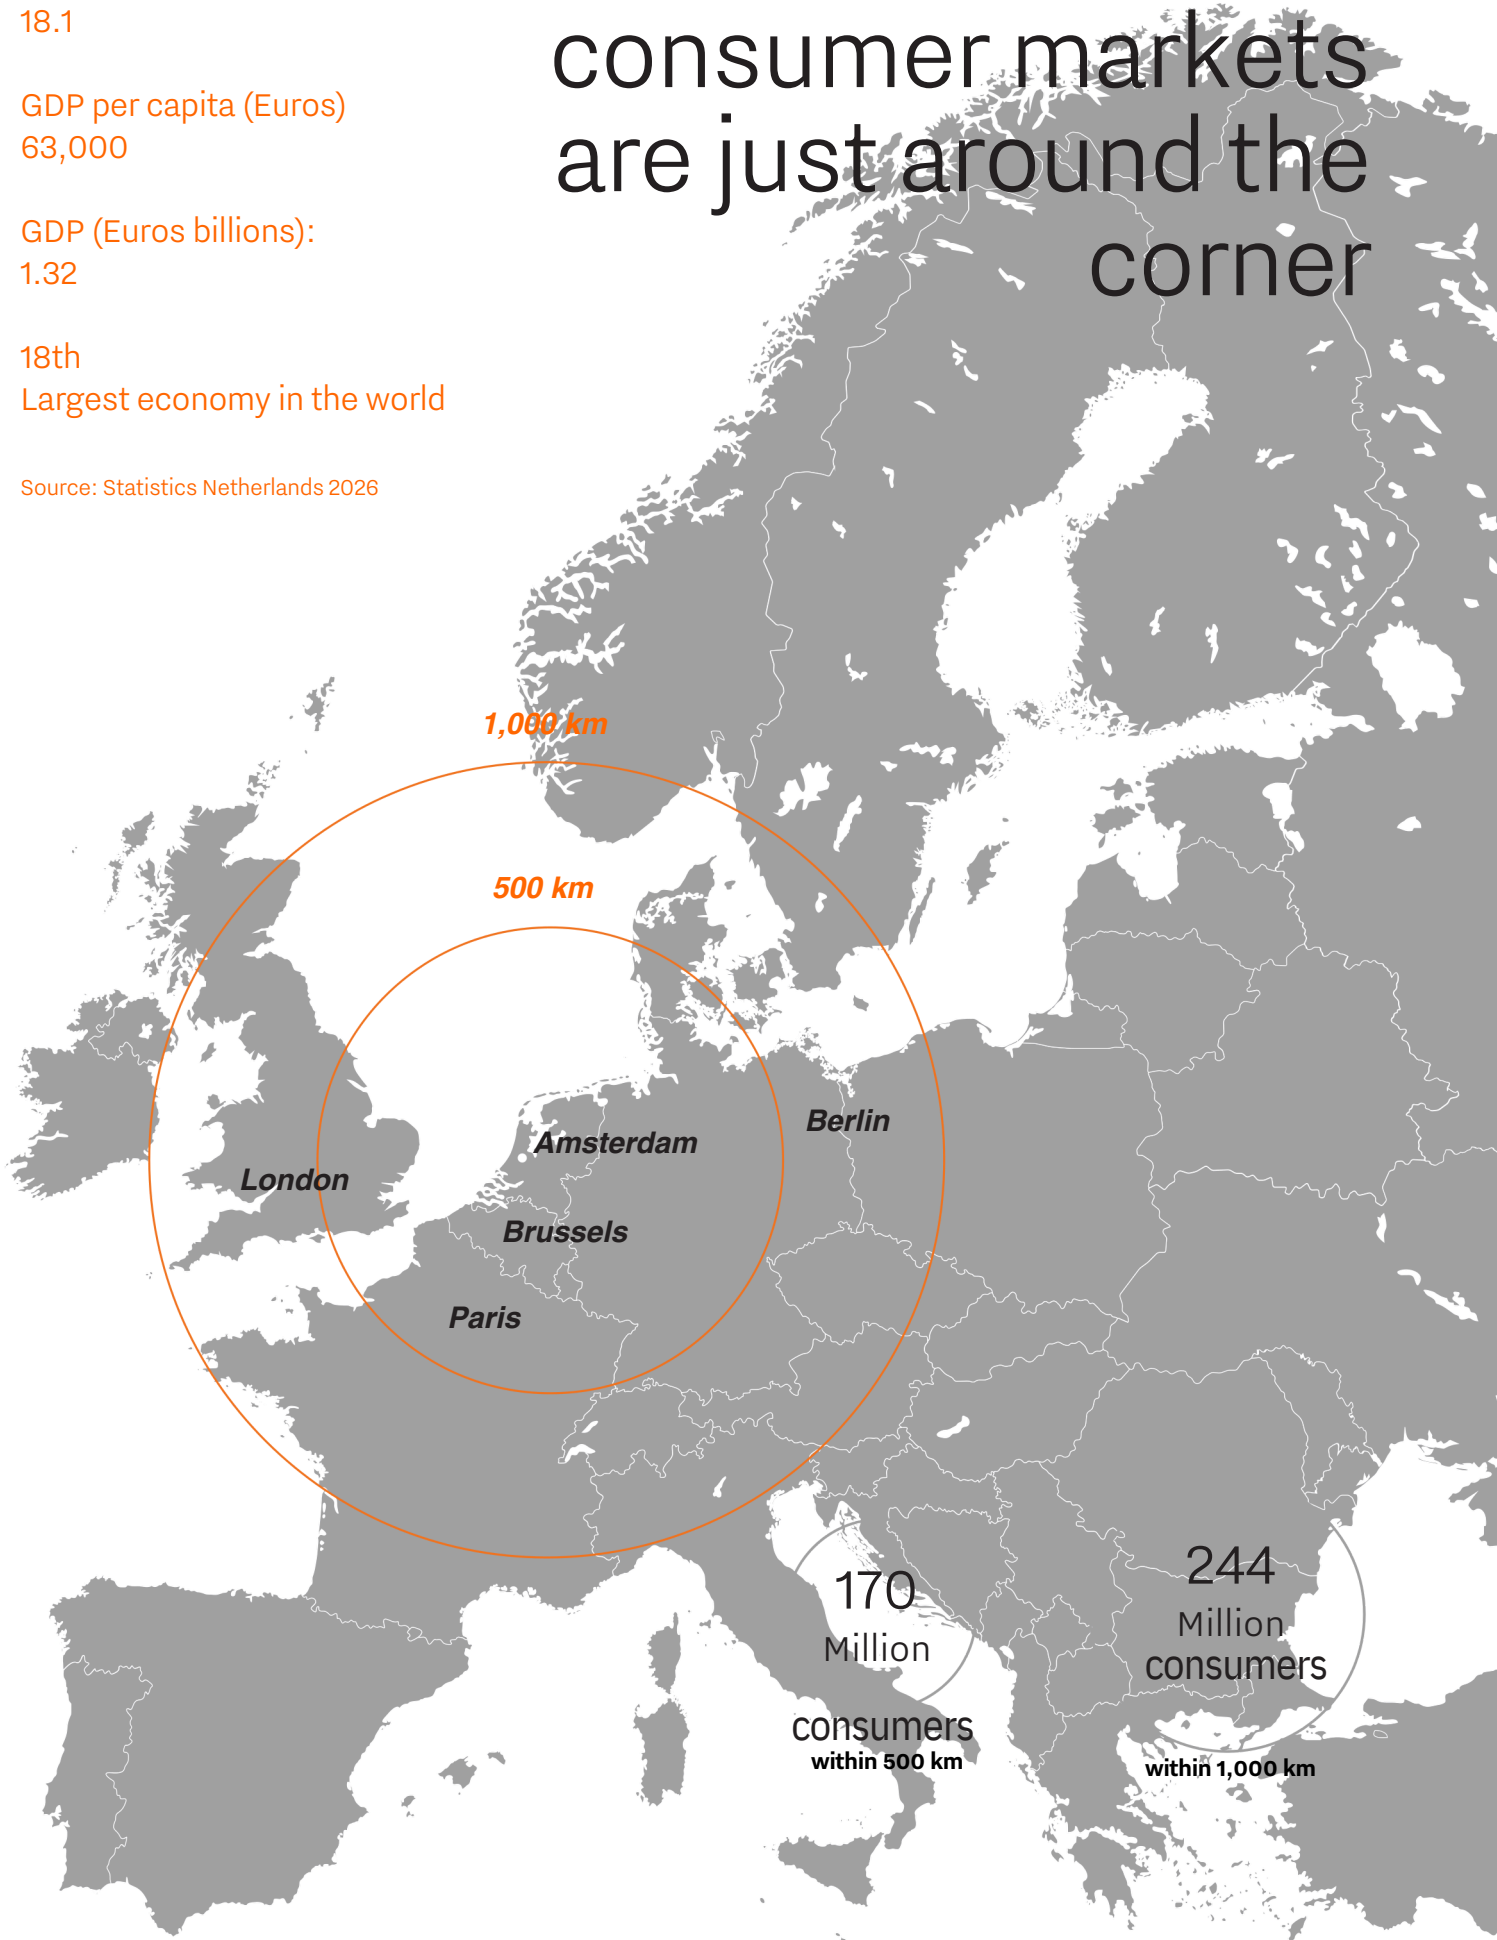 18.1
GDP per capita (Euros)
63,000
GDP (Euros billions):
1.32
18th
Largest economy in the world
Source: Statistics Netherlands 2026
consumer markets
are just around the
corner
1,000 km
500 km
Berlin
Amsterdam
London
Brussels
Paris
170
Million
consumers
within 500 km
244
Million
consumers
within 1,000 km